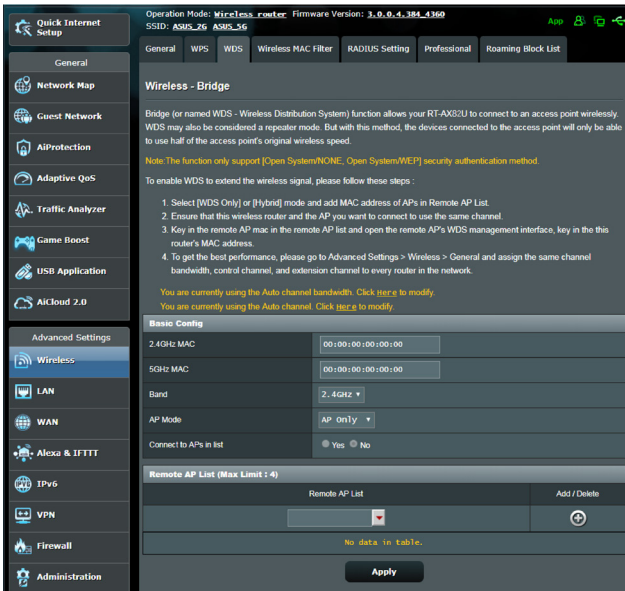 Quick Internet Setup
Operation Mode: Wireless router Firmware Version: 3.0.0.4.384_4360
SSID: ASUS_2G ASUS_5G
App
General
WPS
WDS
Wireless MAC Filter
RADIUS Setting
Professional
Roaming Block List
General
Network Map
Guest Network
AiProtection
Adaptive QoS
Traffic Analyzer
Game Boost
USB Application
AiCloud 2.0
Advanced Settings
Wireless
LAN
WAN
Alexa & IFTTT
IPv6
VPN
Firewall
Administration
Wireless - Bridge
Bridge (or named WDS - Wireless Distribution System) function allows your RT-AX82U to connect to an access point wirelessly.
WDS may also be considered a repeater mode. But with this method, the devices connected to the access point will only be able
to use half of the access point's original wireless speed.
Note:The function only support [Open System/NONE, Open System/WEP] security authentication method.
To enable WDS to extend the wireless signal, please follow these steps :
1. Select [WDS Only] or [Hybrid] mode and add MAC address of APs in Remote AP List.
2. Ensure that this wireless router and the AP you want to connect to use the same channel.
3. Key in the remote AP mac in the remote AP list and open the remote AP's WDS management interface, key in the this
router's MAC address.
4. To get the best performance, please go to Advanced Settings > Wireless > General and assign the same channel
bandwidth, control channel, and extension channel to every router in the network.
You are currently using the Auto channel bandwidth. Click Here to modify.
You are currently using the Auto channel. Click Here to modify.
Basic Config
2.4GHz MAC 00:00:00:00:00:00
5GHz MAC 00:00:00:00:00:00
Band 2.4GHz
AP Mode AP Only
Connect to APs in list Yes No
Remote AP List (Max Limit : 4)
Remote AP List Add / Delete
No data in table.
Apply